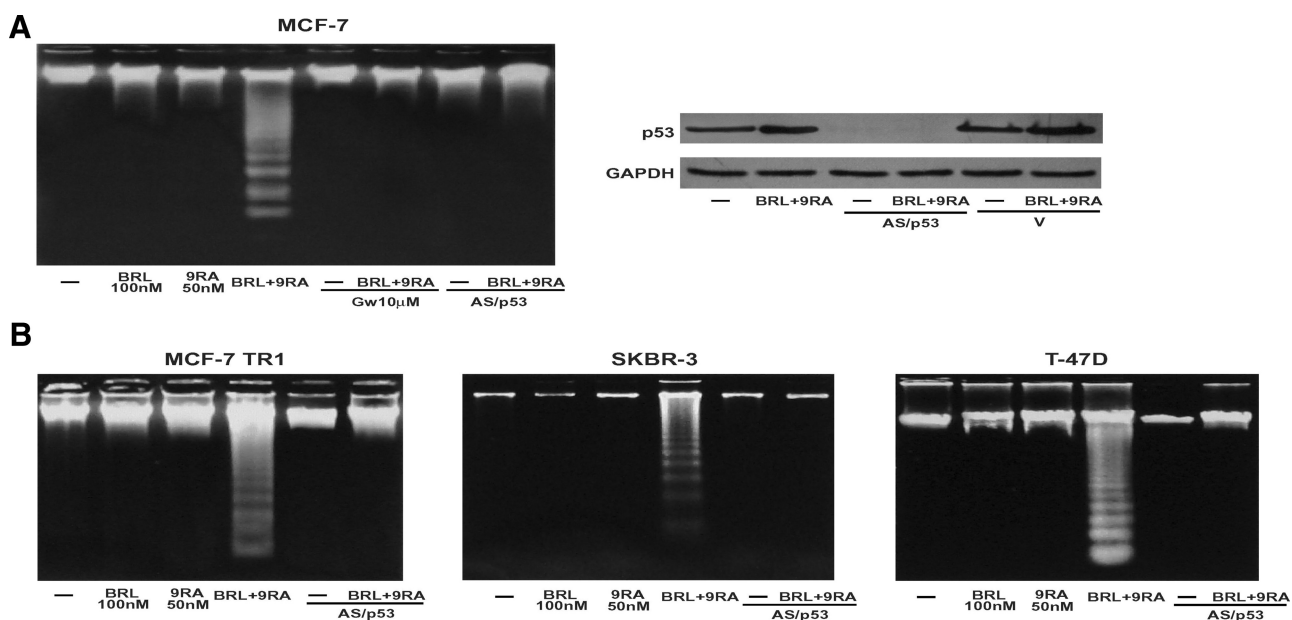 A
MCF-7
— BRL 100nM 9RA 50nM BRL+9RA — BRL+9RA — BRL+9RA
Gw10μM AS/p53
p53
GAPDH
— BRL+9RA — BRL+9RA — BRL+9RA
AS/p53 V
B
MCF-7 TR1
— BRL 100nM 9RA 50nM BRL+9RA — BRL+9RA
AS/p53
SKBR-3
— BRL 100nM 9RA 50nM BRL+9RA — BRL+9RA
AS/p53
T-47D
— BRL 100nM 9RA 50nM BRL+9RA — BRL+9RA
AS/p53